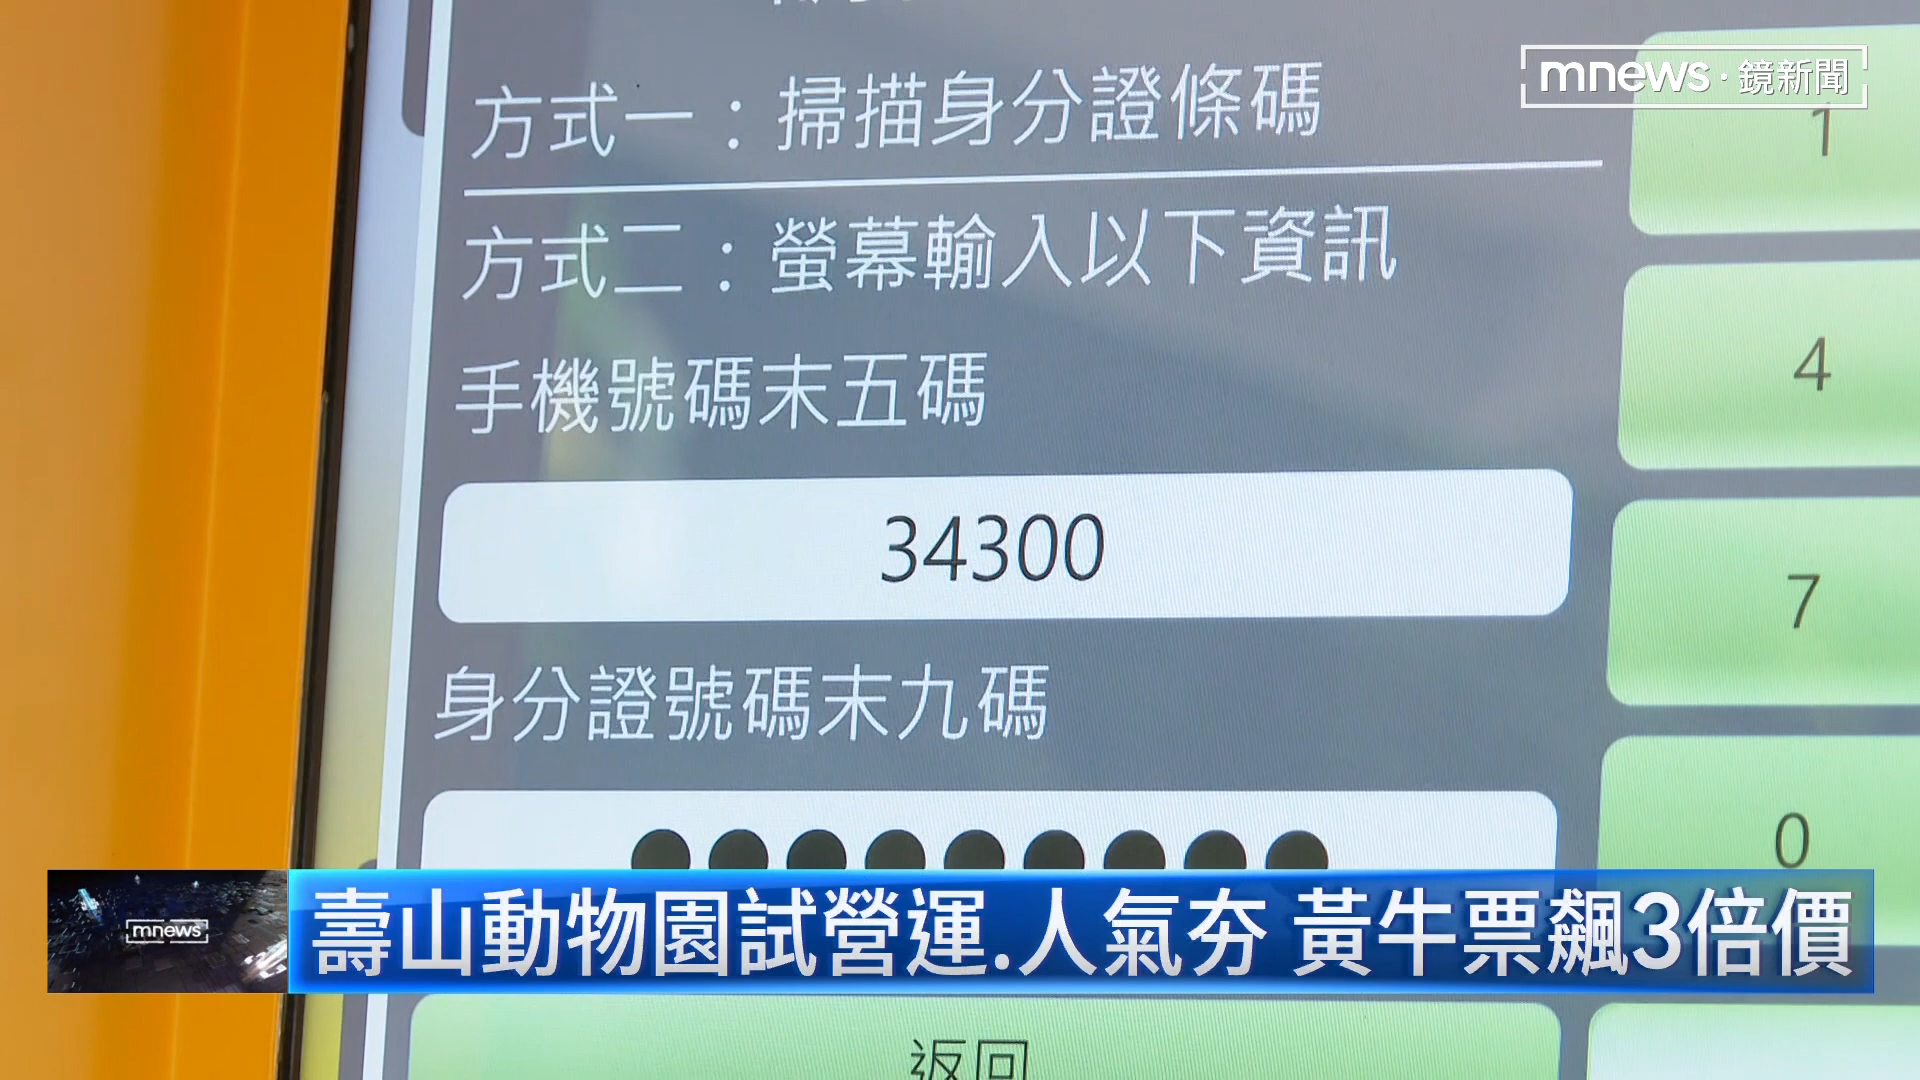 mnews·鏡新聞
方式一：掃描身分證條碼
1
方式二：螢幕輸入以下資訊
4
手機號碼末五碼
34300
7
身分證號碼末九碼
●●●●●●●●●
0
mnews
壽山動物園試營運.人氣夯 黃牛票飆3倍價
返回